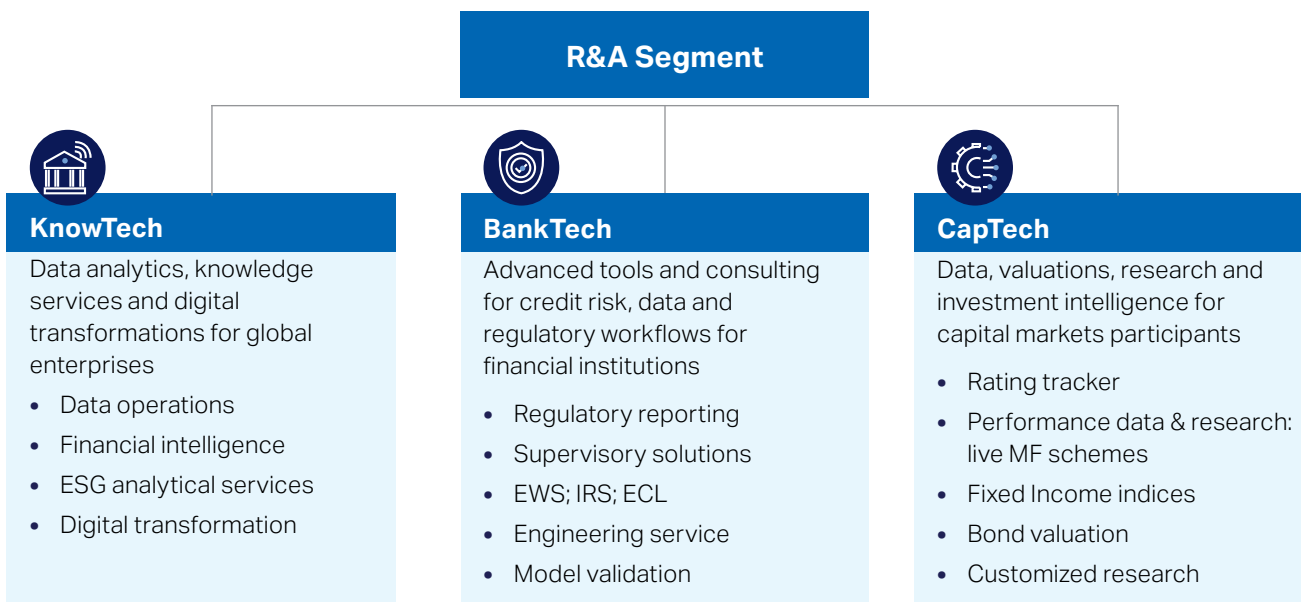 R&A Segment
KnowTech
Data analytics, knowledge
services and digital
transformations for global
enterprises
• Data operations
• Financial intelligence
• ESG analytical services
• Digital transformation
BankTech
Advanced tools and consulting
for credit risk, data and
regulatory workflows for
financial institutions
• Regulatory reporting
• Supervisory solutions
• EWS; IRS; ECL
• Engineering service
• Model validation
CapTech
Data, valuations, research and
investment intelligence for
capital markets participants
• Rating tracker
• Performance data & research:
live MF schemes
• Fixed Income indices
• Bond valuation
• Customized research